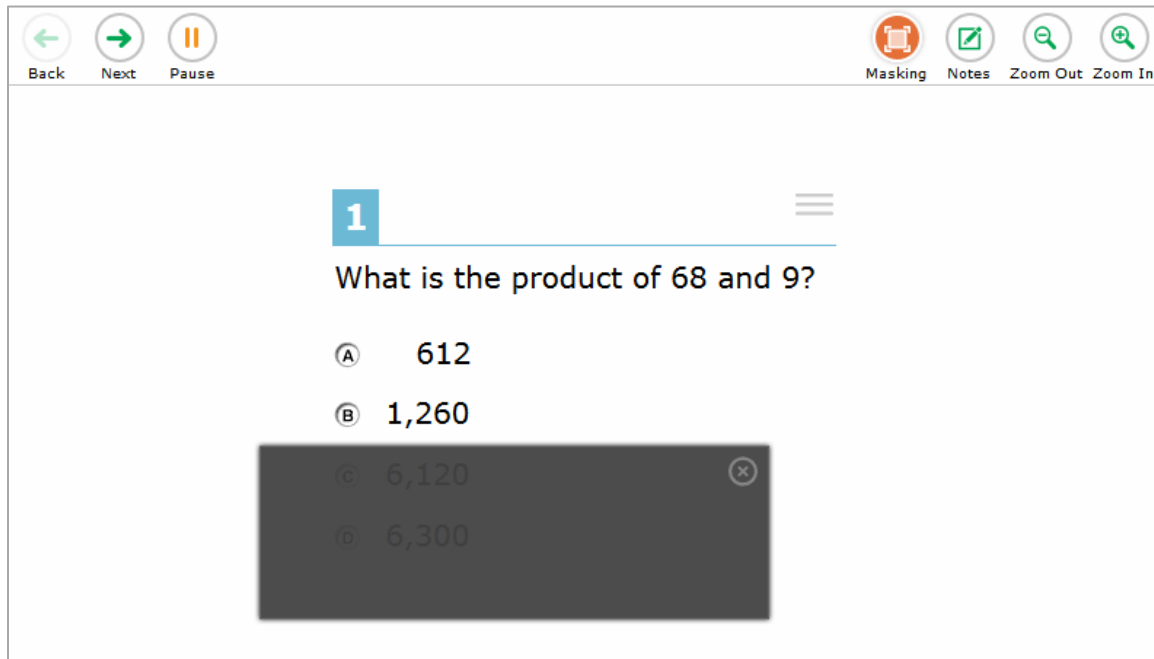 Back Next Pause Masking Notes Zoom Out Zoom In
1
What is the product of 68 and 9?
A 612
B 1,260
C 6,120
D 6,300